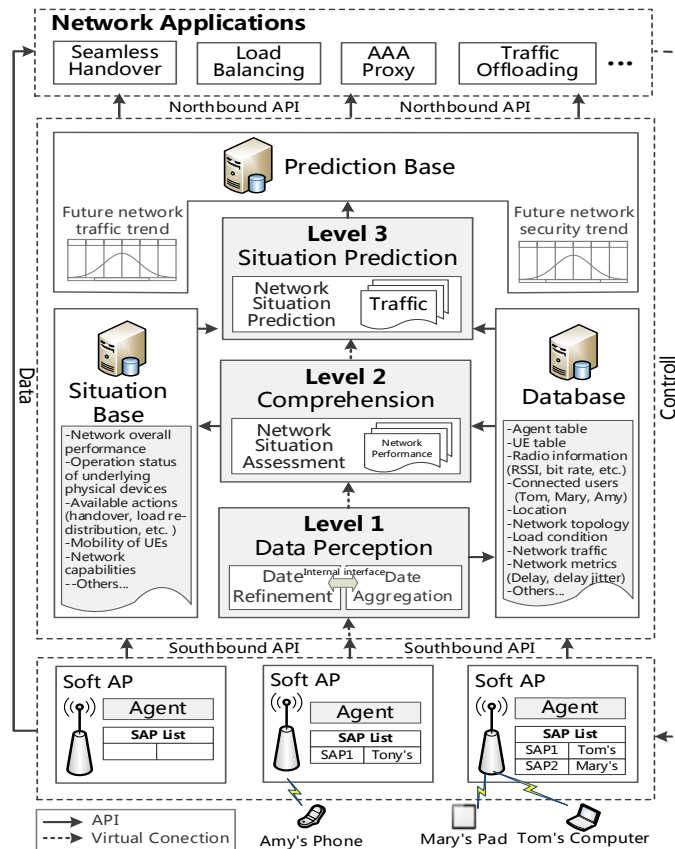 Network Applications
Seamless
Handover
Load
Balancing
AAA
Proxy
Traffic
Offloading
...
Northbound API
Northbound API
Prediction Base
Future network
traffic trend
Future network
security trend
Level 3
Situation Prediction
Network
Situation
Prediction
Traffic
Situation
Base
-Network overall
performance
-Operation status
of underlying
physical devices
-Available actions
(handover, load re-
distribution, etc. )
-Mobility of UEs
-Network
capabilities
--Others...
Level 2
Comprehension
Network
Situation
Assessment
Network
Performance
Database
-Agent table
-UE table
-Radio information
(RSSI, bit rate, etc.)
-Connected users
(Tom, Mary, Amy)
-Location
-Network topology
-Load condition
-Network traffic
-Network metrics
(Delay, delay jitter)
-Others...
Level 1
Data Perception
Internal interface
Date
Refinement
Date
Aggregation
Data
Controll
Southbound API
Southbound API
Soft AP
Agent
SAP List
Soft AP
Agent
SAP List
SAP1 Tony's
Soft AP
Agent
SAP List
SAP1 Tom's
SAP2 Mary's
API
Virtual Conection
Amy's Phone
Mary's Pad
Tom's Computer